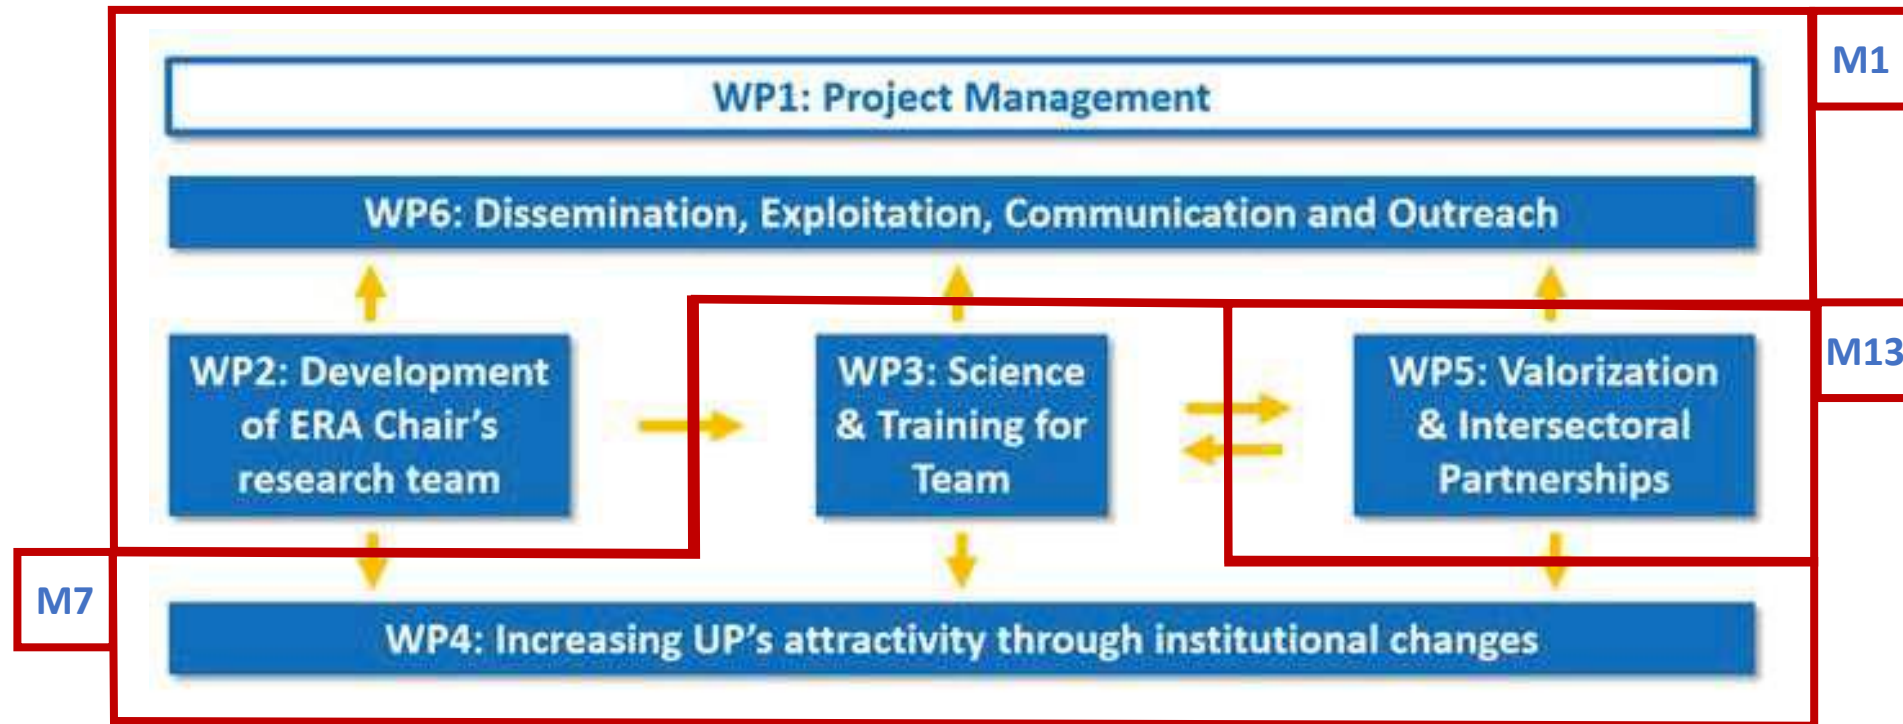 M1
WP1: Project Management
WP6: Dissemination, Exploitation, Communication and Outreach
WP2: Development
of ERA Chair's
research team
WP3: Science
& Training for
Team
WP5: Valorization
& Intersectoral
Partnerships
M13
M7
WP4: Increasing UP's attractivity through institutional changes